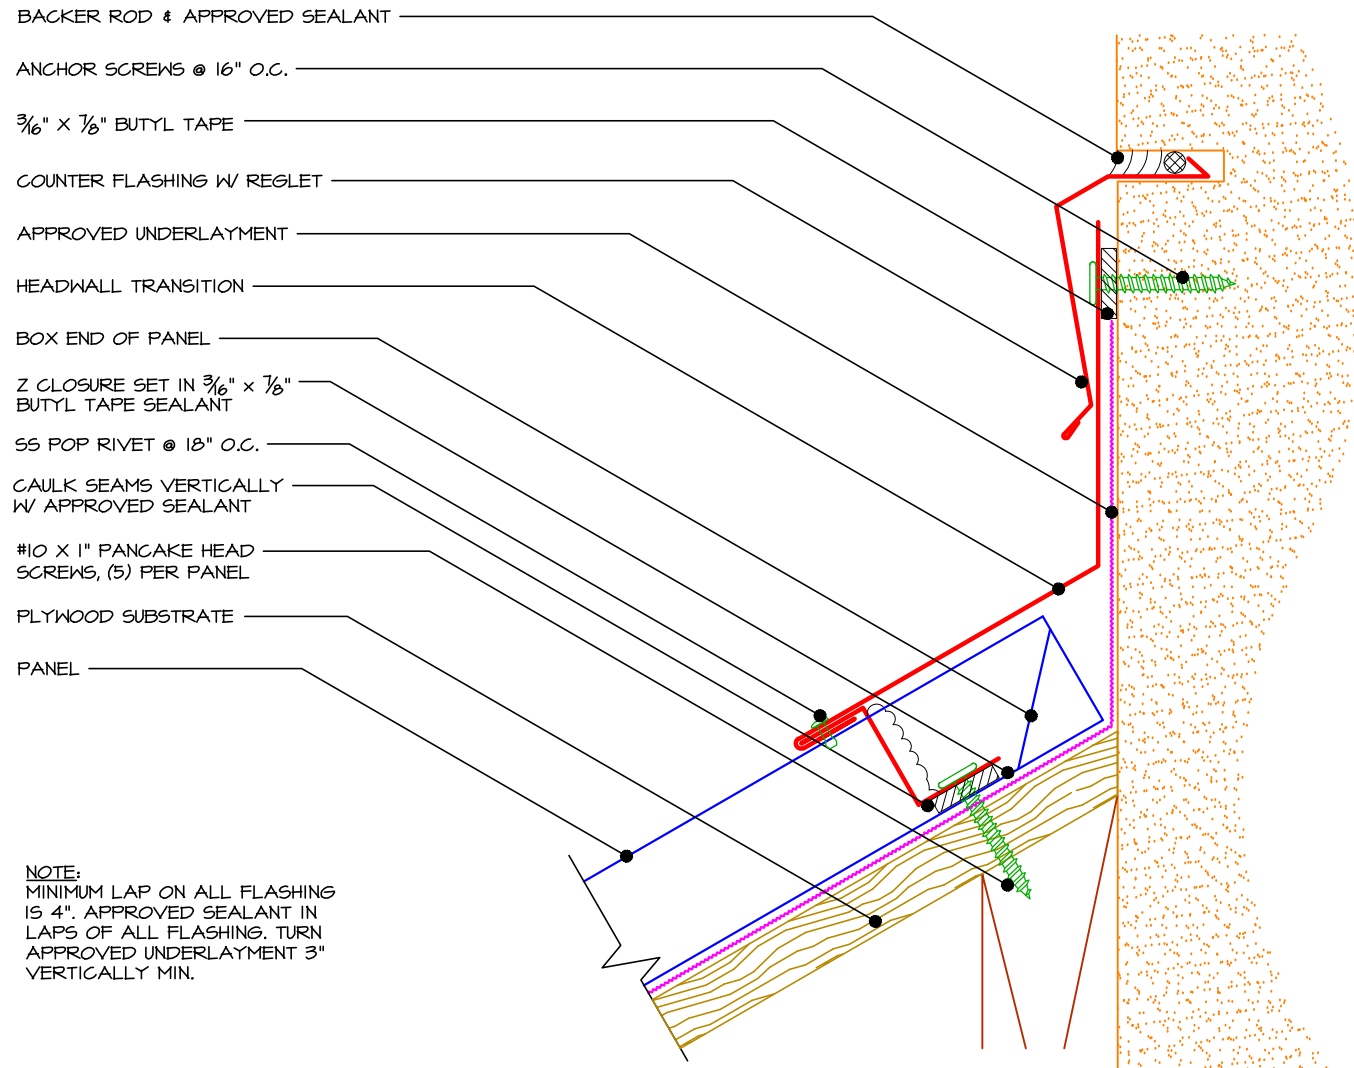 BACKER ROD & APPROVED SEALANT
ANCHOR SCREWS @ 16" O.C.
3/16" X 7/8" BUTYL TAPE
COUNTER FLASHING W/ REGLET
APPROVED UNDERLAYMENT
HEADWALL TRANSITION
BOX END OF PANEL
Z CLOSURE SET IN 3/16" X 7/8"
BUTYL TAPE SEALANT
SS POP RIVET @ 18" O.C.
CAULK SEAMS VERTICALLY
W/ APPROVED SEALANT
#10 X 1" PANCAKE HEAD
SCREWS, (5) PER PANEL
PLYWOOD SUBSTRATE
PANEL
NOTE:
MINIMUM LAP ON ALL FLASHING
IS 4". APPROVED SEALANT IN
LAPS OF ALL FLASHING. TURN
APPROVED UNDERLAYMENT 3"
VERTICALLY MIN.